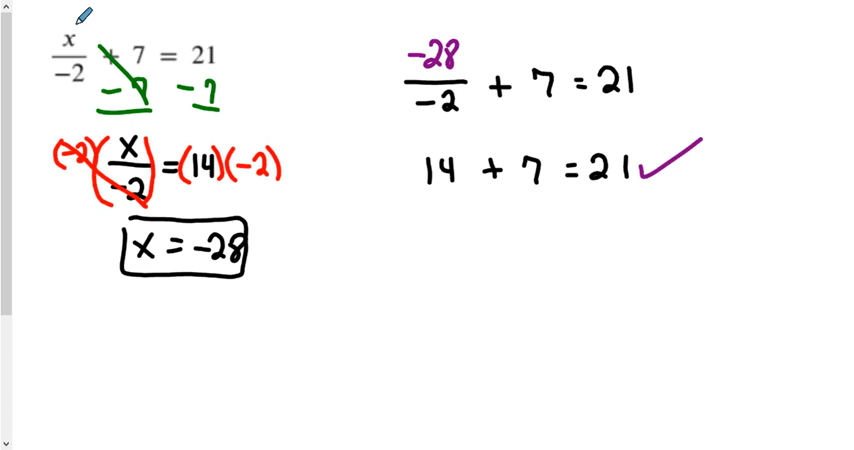 x/-2 + 7 = 21
-7 -7
(-2)(x/-2) = (14)(-2)
x = -28
-28/-2 + 7 = 21
14 + 7 = 21 ✓